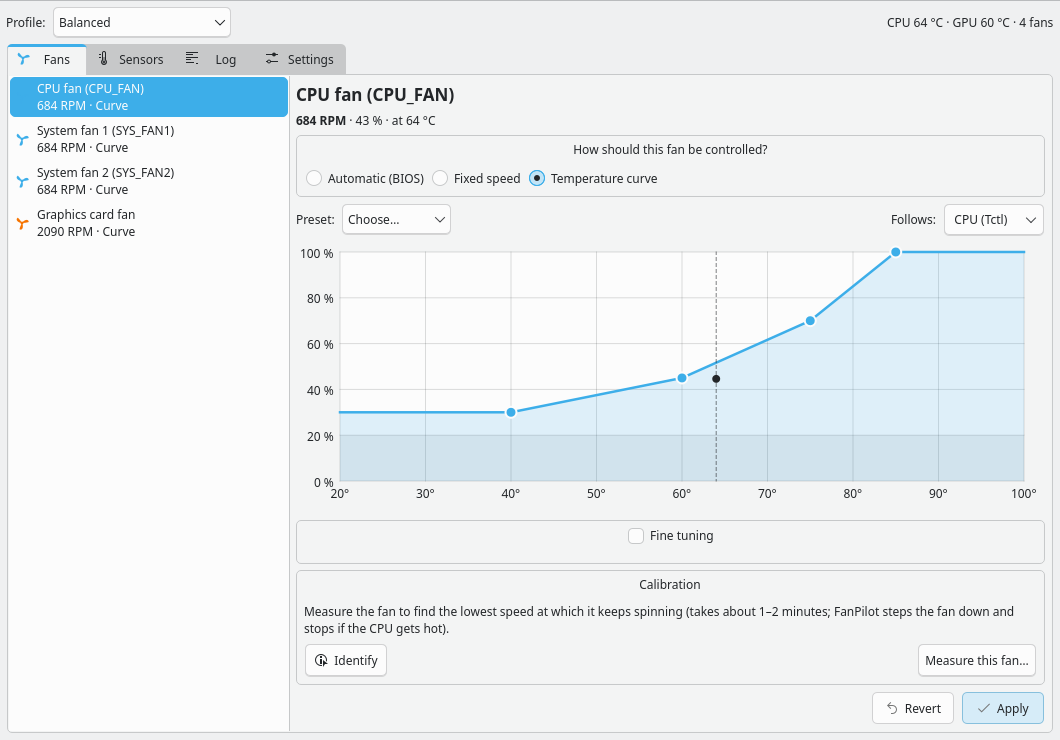 Profile: Balanced CPU 64 °C · GPU 60 °C · 4 fans
Fans Sensors Log Settings
CPU fan (CPU_FAN)
684 RPM · Curve
System fan 1 (SYS_FAN1)
684 RPM · Curve
System fan 2 (SYS_FAN2)
684 RPM · Curve
Graphics card fan
2090 RPM · Curve
CPU fan (CPU_FAN)
684 RPM · 43 % · at 64 °C
How should this fan be controlled?
Automatic (BIOS) Fixed speed Temperature curve
Preset: Choose... Follows: CPU (Tctl)
100 %
80 %
60 %
40 %
20 %
0 %
20° 30° 40° 50° 60° 70° 80° 90° 100°
Fine tuning
Calibration
Measure the fan to find the lowest speed at which it keeps spinning (takes about 1–2 minutes; FanPilot steps the fan down and
stops if the CPU gets hot).
Identify Measure this fan...
Revert Apply